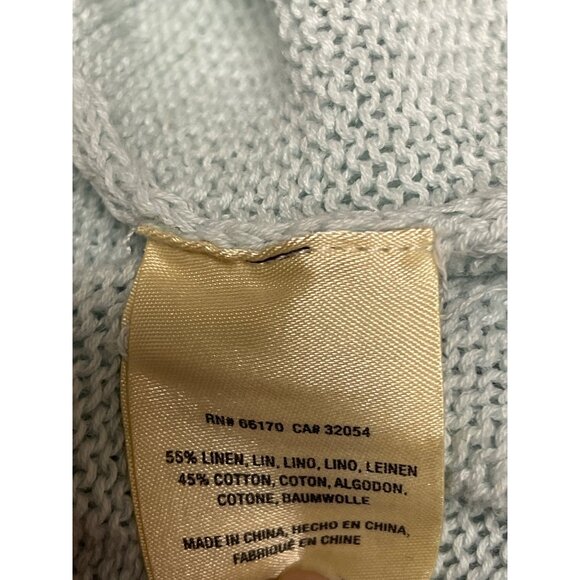 RN# 66170 CA# 32054
55% LINEN, LIN, LINO, LINO, LEINEN
45% COTTON, COTON, ALGODON,
COTONE, BAUMWOLLE
MADE IN CHINA, HECHO EN CHINA,
FABRIQUÉ EN CHINE